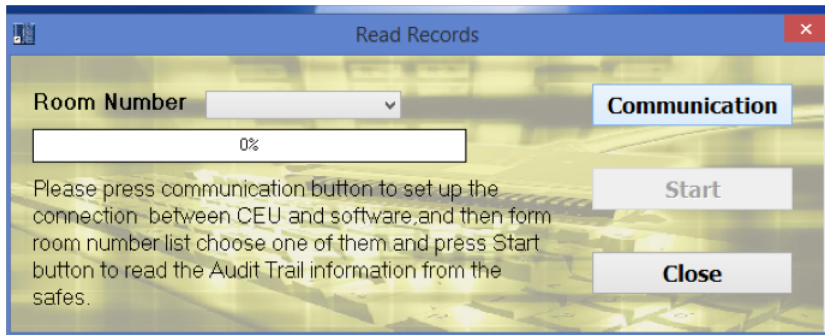 Read Records
Room Number
Communication
0%
Please press communication button to set up the
connection between CEU and software,and then form
room number list choose one of them and press Start
button to read the Audit Trail information from the
safes.
Start
Close